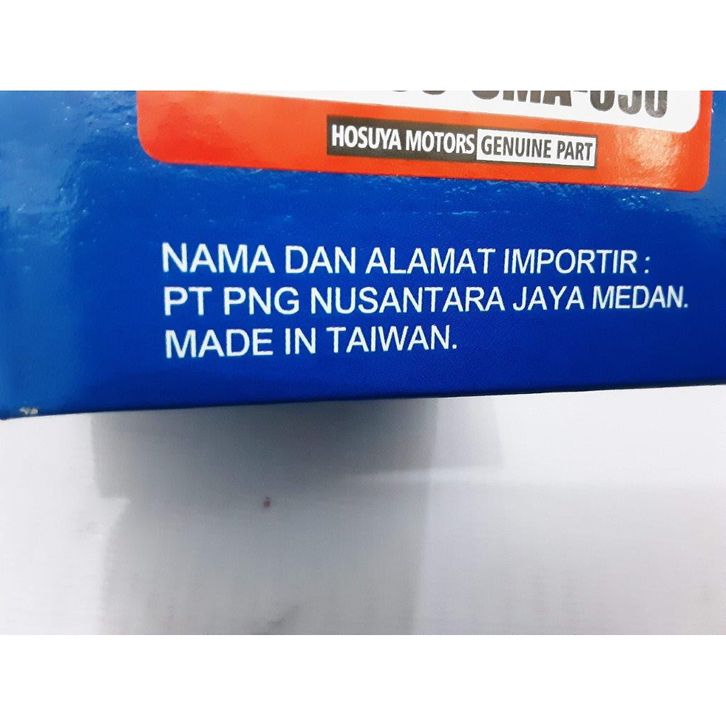 HOSUYA MOTORS GENUINE PART
NAMA DAN ALAMAT IMPORTIR :
PT PNG NUSANTARA JAYA MEDAN.
MADE IN TAIWAN.